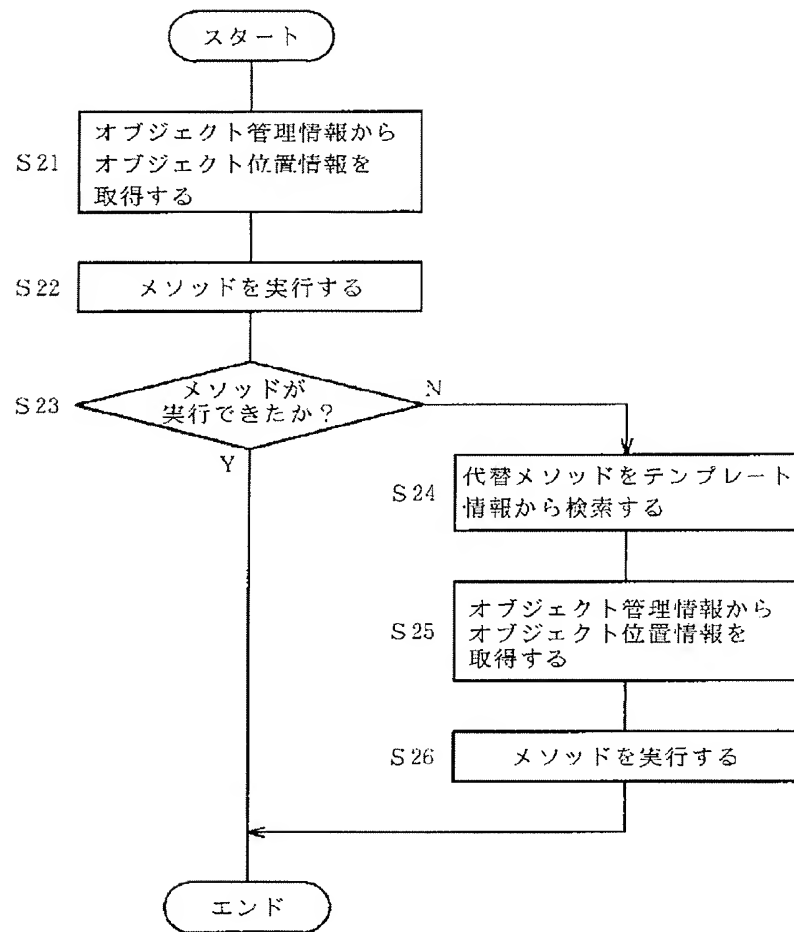 スタート
S21
オブジェクト管理情報から
オブジェクト位置情報を
取得する
S22
メソッドを実行する
S23
メソッドが
実行できたか？
N
Y
S24
代替メソッドをテンプレート
情報から検索する
S25
オブジェクト管理情報から
オブジェクト位置情報を
取得する
S26
メソッドを実行する
エンド